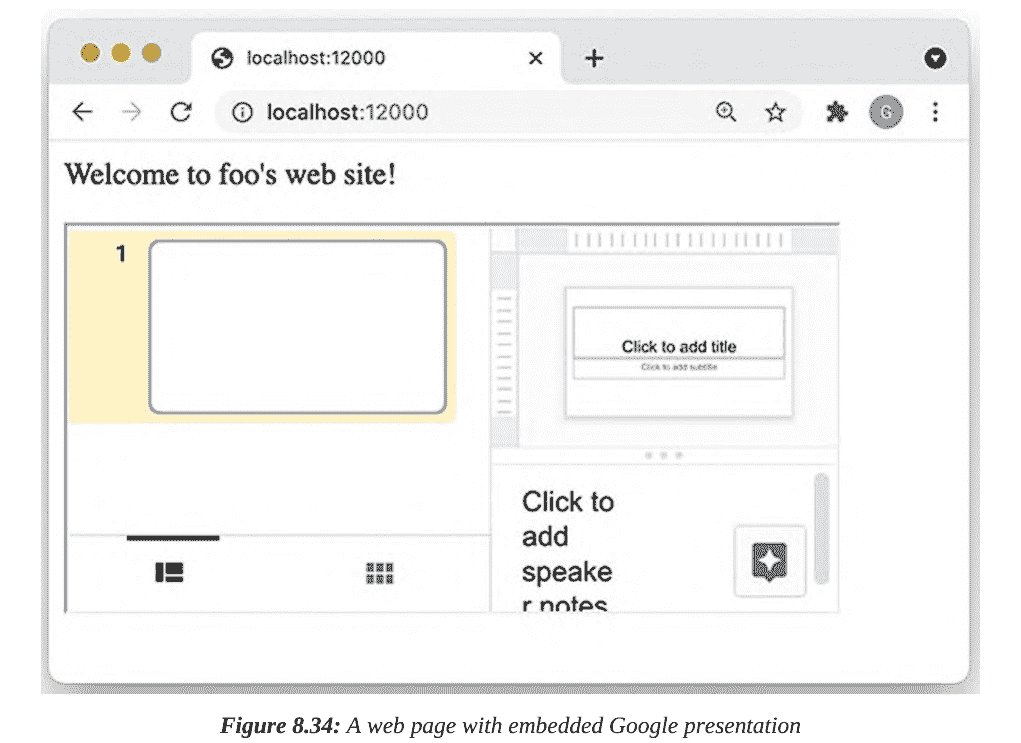 localhost:12000
localhost:12000
G
Welcome to foo's web site!
1
Click to add title
Click to add subtitle
Click to
add
speake
r notes
Figure 8.34: A web page with embedded Google presentation